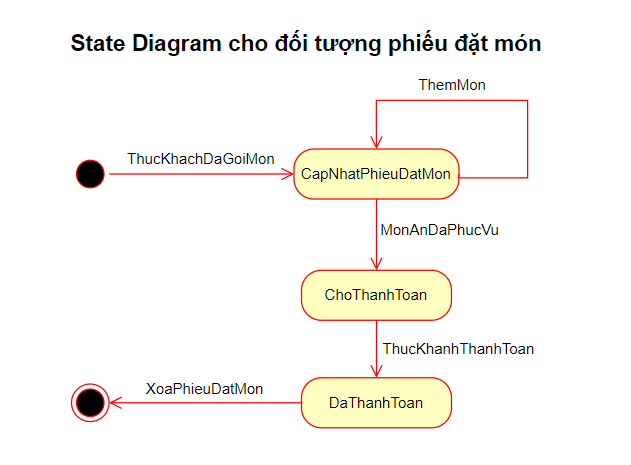 State Diagram cho đối tượng phiếu đặt món
ThemMon
ThucKhachDaGoiMon
CapNhatPhieuDatMon
MonAnDaPhucVu
ChoThanhToan
ThucKhanhThanhToan
XoaPhieuDatMon
DaThanhToan